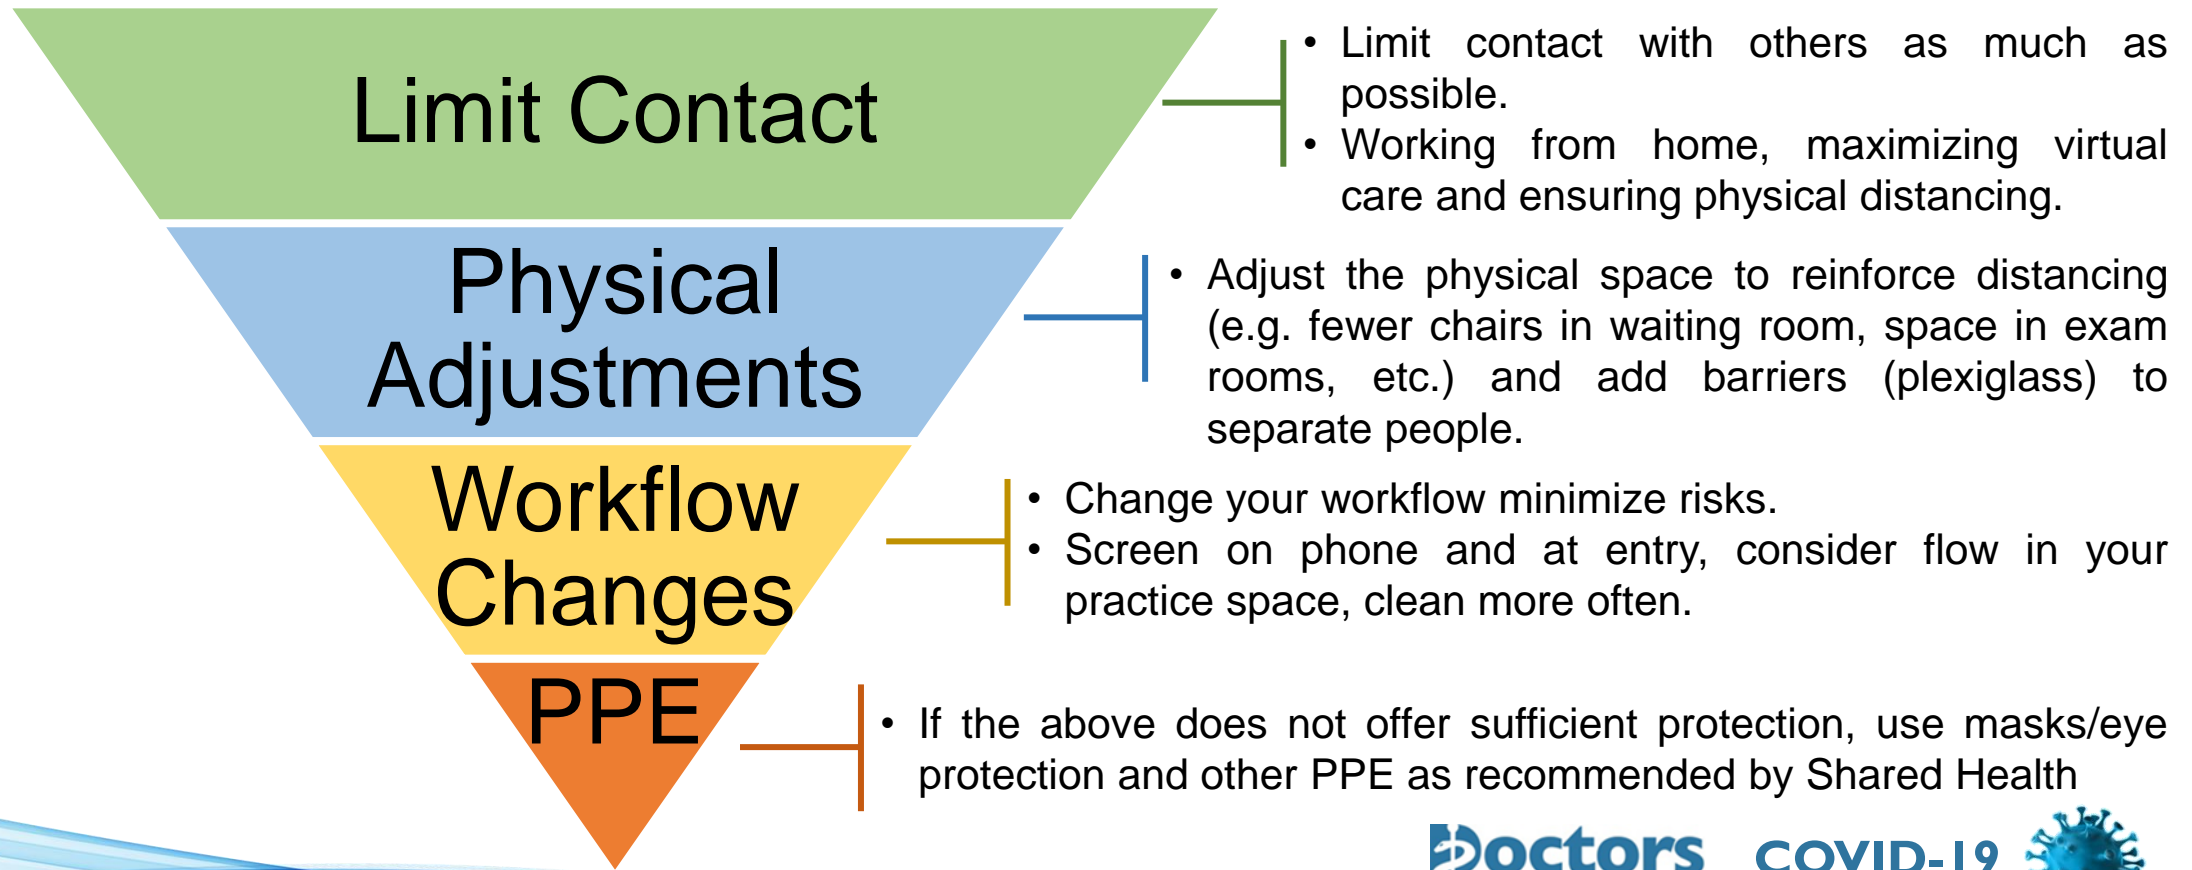 Limit Contact
• Limit contact with others as much as
possible.
• Working from home, maximizing virtual
care and ensuring physical distancing.
Physical
Adjustments
• Adjust the physical space to reinforce distancing
(e.g. fewer chairs in waiting room, space in exam
rooms, etc.) and add barriers (plexiglass) to
separate people.
Workflow
Changes
• Change your workflow minimize risks.
• Screen on phone and at entry, consider flow in your
practice space, clean more often.
PPE
• If the above does not offer sufficient protection, use masks/eye
protection and other PPE as recommended by Shared Health
Doctors
COVID-19